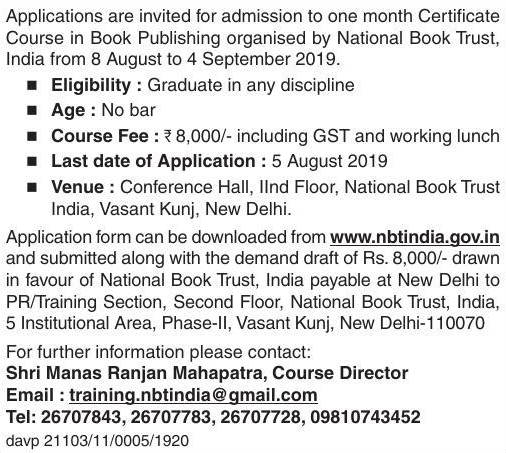 Applications are invited for admission to one month Certificate
Course in Book Publishing organised by National Book Trust,
India from 8 August to 4 September 2019.
■ Eligibility : Graduate in any discipline
■ Age : No bar
■ Course Fee : ₹ 8,000/- including GST and working lunch
■ Last date of Application : 5 August 2019
■ Venue : Conference Hall, IInd Floor, National Book Trust
India, Vasant Kunj, New Delhi.
Application form can be downloaded from www.nbtindia.gov.in
and submitted along with the demand draft of Rs. 8,000/- drawn
in favour of National Book Trust, India payable at New Delhi to
PR/Training Section, Second Floor, National Book Trust, India,
5 Institutional Area, Phase-II, Vasant Kunj, New Delhi-110070
For further information please contact:
Shri Manas Ranjan Mahapatra, Course Director
Email : training.nbtindia@gmail.com
Tel: 26707843, 26707783, 26707728, 09810743452
davp 21103/11/0005/1920